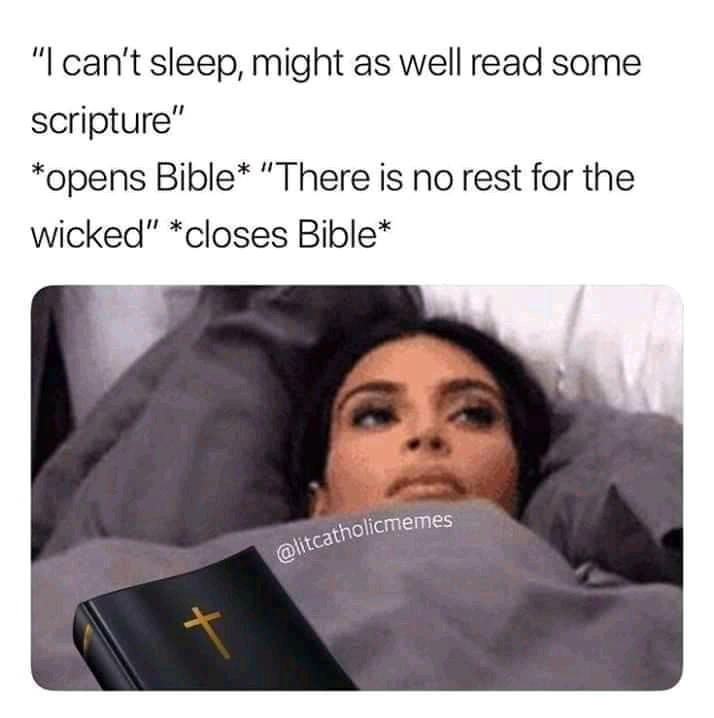 “I can’t sleep, might as well read some
scripture”
*opens Bible* “There is no rest for the
wicked” *closes Bible*
@litcatholicmemes